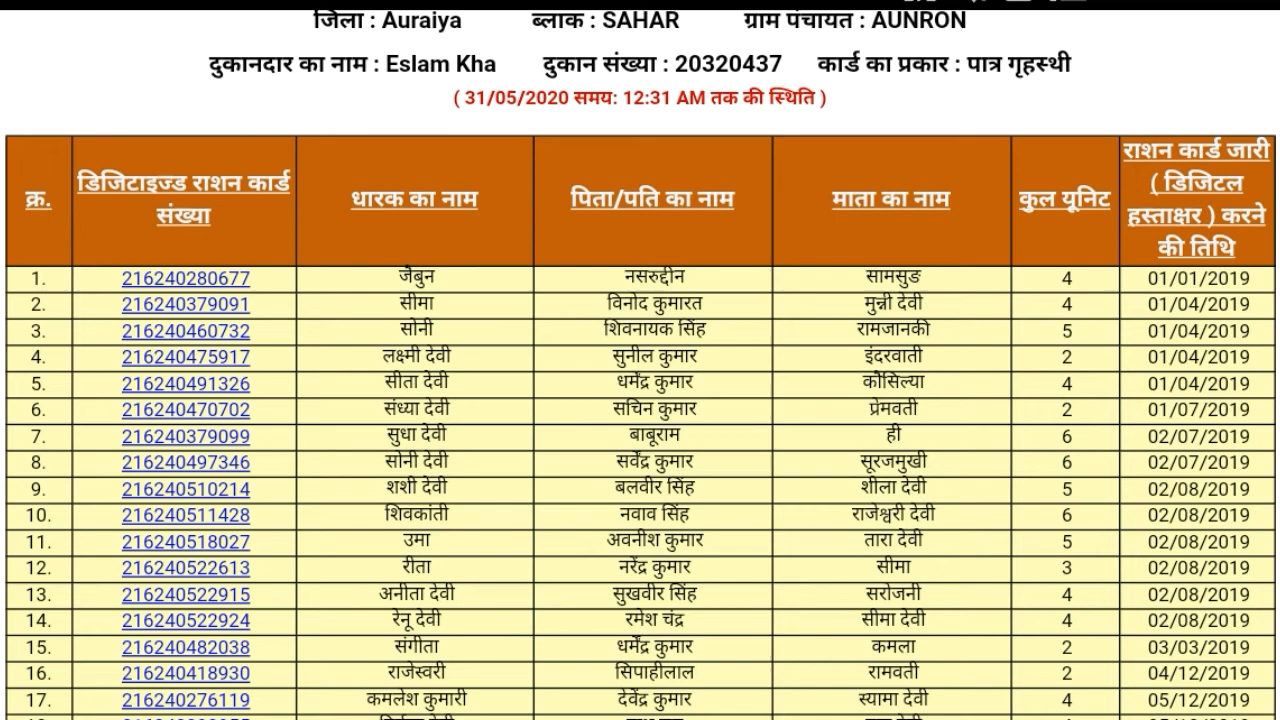 जिला : Auraiya ब्लाक : SAHAR ग्राम पंचायत : AUNRON
दुकानदार का नाम : Eslam Kha दुकान संख्या : 20320437 कार्ड का प्रकार : पात्र गृहस्थी
( 31/05/2020 समय: 12:31 AM तक की स्थिति )
क्र. डिजिटाइज्ड राशन कार्ड संख्या धारक का नाम पिता/पति का नाम माता का नाम कुल यूनिट राशन कार्ड जारी ( डिजिटल हस्ताक्षर ) करने की तिथि
1. 216240280677 जैबुन नसरुद्दीन सामसुङ 4 01/01/2019
2. 216240379091 सीमा विनोद कुमारत मुन्नी देवी 4 01/04/2019
3. 216240460732 सोनी शिवनायक सिंह रामजानकी 5 01/04/2019
4. 216240475917 लक्ष्मी देवी सुनील कुमार इंदरवाती 2 01/04/2019
5. 216240491326 सीता देवी धर्मेंद्र कुमार कौसिल्या 4 01/04/2019
6. 216240470702 संध्या देवी सचिन कुमार प्रेमवती 2 01/07/2019
7. 216240379099 सुधा देवी बाबूराम ही 6 02/07/2019
8. 216240497346 सोनी देवी सर्वेंद्र कुमार सूरजमुखी 6 02/07/2019
9. 216240510214 शशी देवी बलवीर सिंह शीला देवी 5 02/08/2019
10. 216240511428 शिवकांती नवाव सिंह राजेश्वरी देवी 6 02/08/2019
11. 216240518027 उमा अवनीश कुमार तारा देवी 5 02/08/2019
12. 216240522613 रीता नरेंद्र कुमार सीमा 3 02/08/2019
13. 216240522915 अनीता देवी सुखवीर सिंह सरोजनी 4 02/08/2019
14. 216240522924 रेनू देवी रमेश चंद्र सीमा देवी 4 02/08/2019
15. 216240482038 संगीता धर्मेंद्र कुमार कमला 2 03/03/2019
16. 216240418930 राजेस्वरी सिपाहीलाल रामवती 2 04/12/2019
17. 216240276119 कमलेश कुमारी देवेंद्र कुमार स्यामा देवी 4 05/12/2019